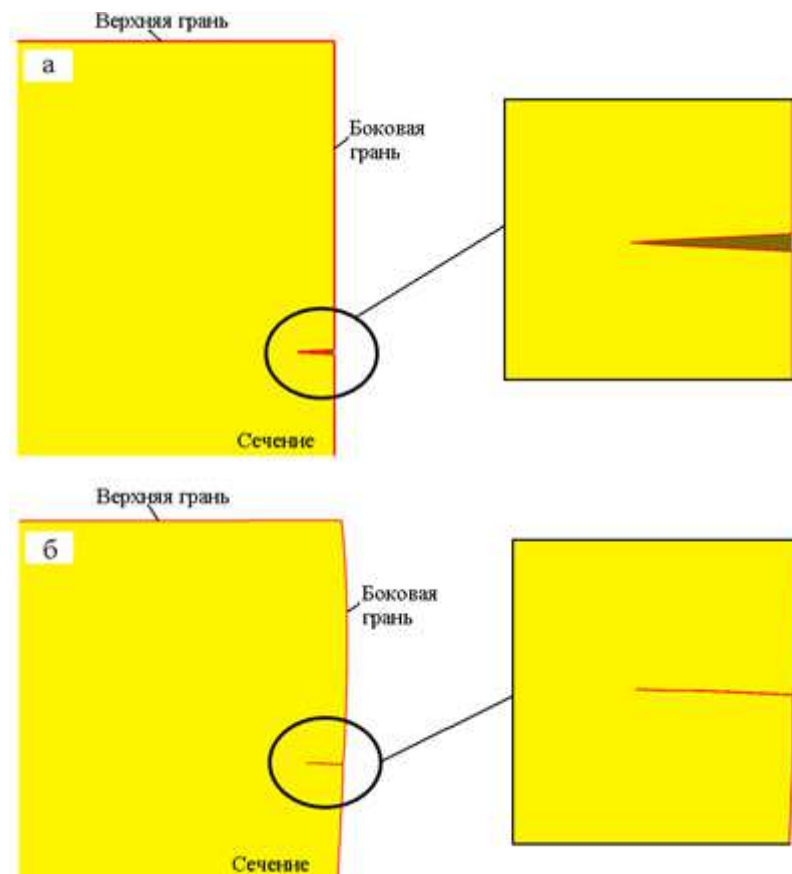 Верхняя грань
а
Боковая
грань
Сечение
Верхняя грань
б
Боковая
грань
Сечение